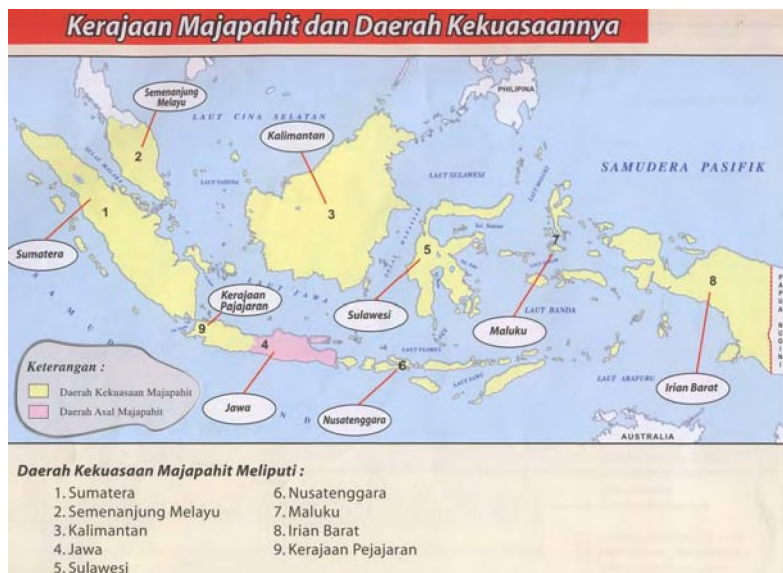 Kerajaan Majapahit dan Daerah Kekuasaannya
Semenanjung
Melayu
PHILIPINA
LAUT CINA SELATAN
Kalimantan
2
SAMUDERA PASIFIK
LAUT SULAWESI
1
3
7
5
8
Sumatera
Kerajaan
Pajajaran
LAUT JAWA
Sulawesi
Maluku
LAUT BANDA
9
4
LAUT FLORES
6
Irian Barat
Keterangan :
Daerah Kekuasaan Majapahit
Daerah Asal Majapahit
Jawa
Nusatenggara
LAUT ARAFURU
AUSTRALIA
Daerah Kekuasaan Majapahit Meliputi :
1. Sumatera
2. Semenanjung Melayu
3. Kalimantan
4. Jawa
5. Sulawesi
6. Nusatenggara
7. Maluku
8. Irian Barat
9. Kerajaan Pejajaran